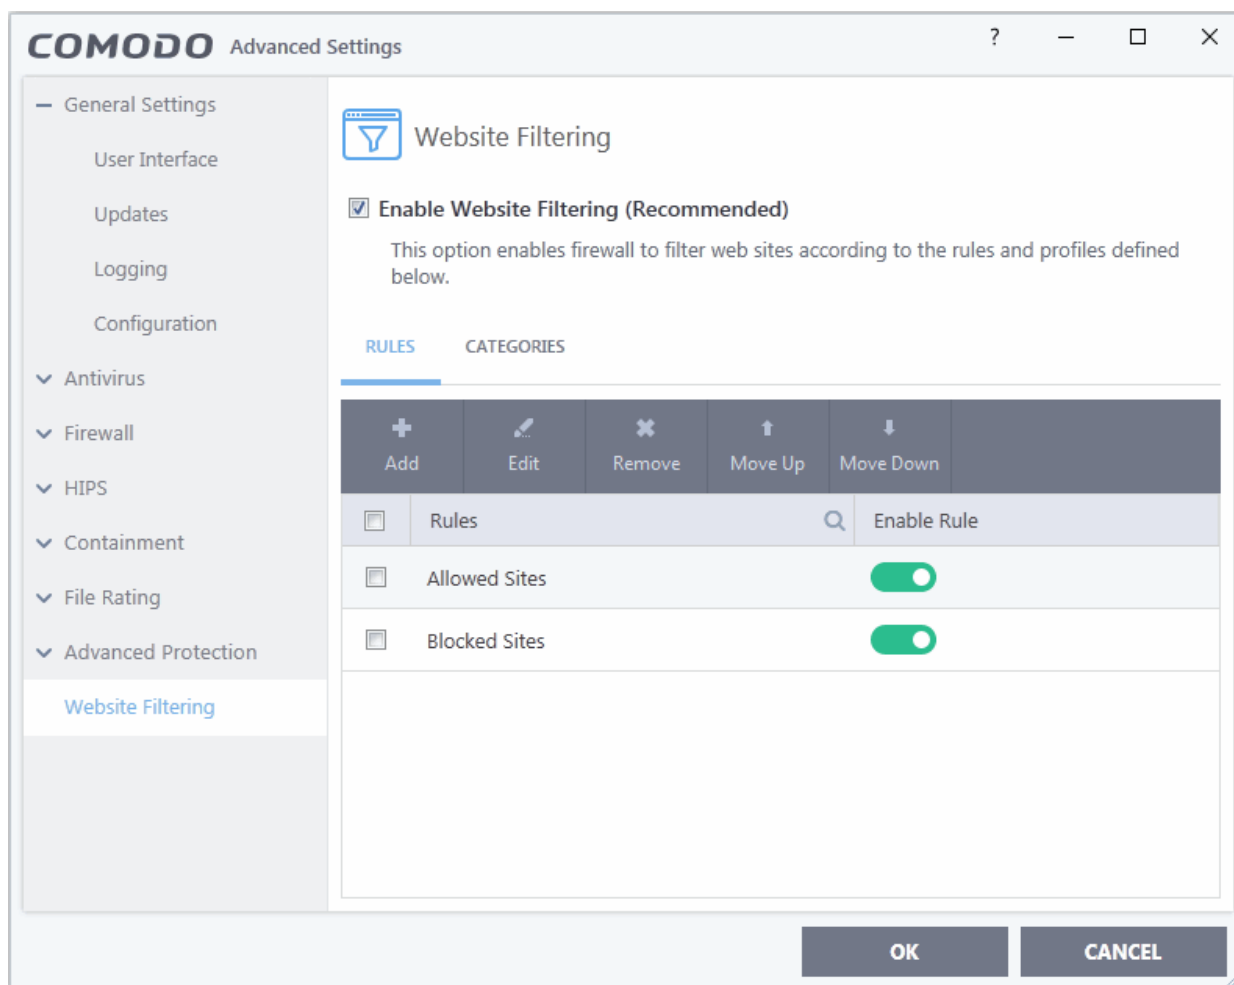 COMODO Advanced Settings ?
General Settings
User Interface
Updates
Logging
Configuration
Antivirus
Firewall
HIPS
Containment
File Rating
Advanced Protection
Website Filtering
Website Filtering
Enable Website Filtering (Recommended)
This option enables firewall to filter web sites according to the rules and profiles defined
below.
RULES CATEGORIES
Add Edit Remove Move Up Move Down
Rules Enable Rule
Allowed Sites
Blocked Sites
OK CANCEL